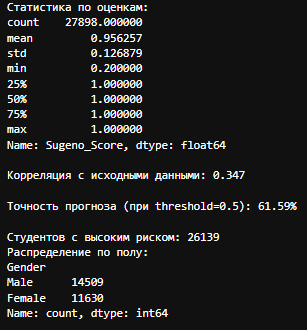 Статистика по оценкам:
count    27898.000000
mean         0.956257
std          0.126879
min          0.200000
25%          1.000000
50%          1.000000
75%          1.000000
max          1.000000
Name: Sugeno_Score, dtype: float64
Корреляция с исходными данными: 0.347
Точность прогноза (при threshold=0.5): 61.59%
Студентов с высоким риском: 26139
Распределение по полу:
Gender
Male      14509
Female    11630
Name: count, dtype: int64